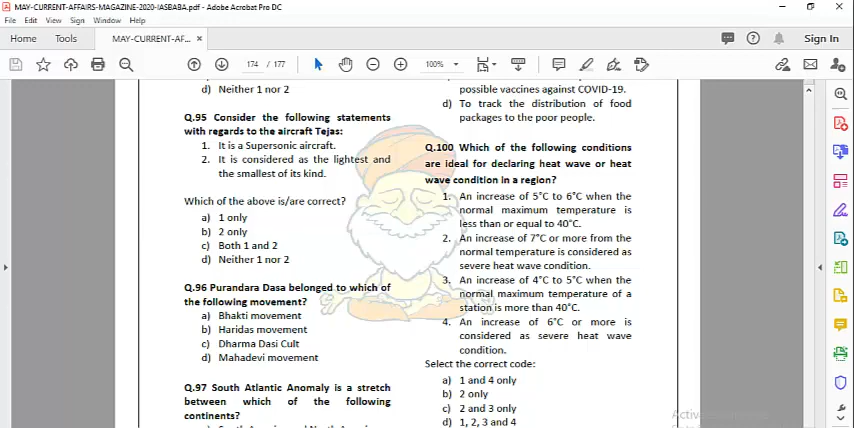 MAY-CURRENT-AFFAIRS-MAGAZINE-2020-IASBABA.pdf - Adobe Acrobat Pro DC
File Edit View Sign Window Help
Home Tools MAY-CURRENT-AF... × Sign In
174 / 177 100%
d) Neither 1 nor 2
Q.95 Consider the following statements
with regards to the aircraft Tejas:
1. It is a Supersonic aircraft.
2. It is considered as the lightest and
the smallest of its kind.
Which of the above is/are correct?
a) 1 only
b) 2 only
c) Both 1 and 2
d) Neither 1 nor 2
Q.96 Purandara Dasa belonged to which of
the following movement?
a) Bhakti movement
b) Haridas movement
c) Dharma Dasi Cult
d) Mahadevi movement
Q.97 South Atlantic Anomaly is a stretch
between which of the following
continents?
possible vaccines against COVID-19.
d) To track the distribution of food
packages to the poor people.
Q.100 Which of the following conditions
are ideal for declaring heat wave or heat
wave condition in a region?
1. An increase of 5°C to 6°C when the
normal maximum temperature is
less than or equal to 40°C.
2. An increase of 7°C or more from the
normal temperature is considered as
severe heat wave condition.
3. An increase of 4°C to 5°C when the
normal maximum temperature of a
station is more than 40°C.
4. An increase of 6°C or more is
considered as severe heat wave
condition.
Select the correct code:
a) 1 and 4 only
b) 2 only
c) 2 and 3 only
d) 1, 2, 3 and 4